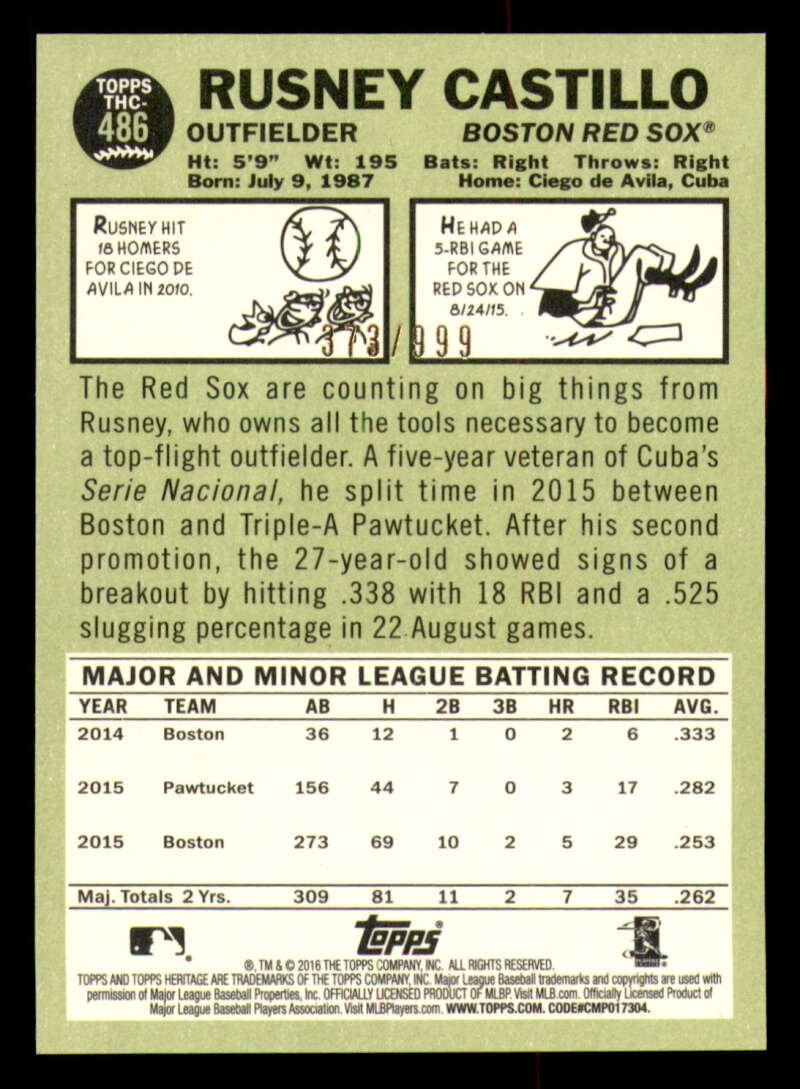 TOPPS
THC-
486
RUSNEY CASTILLO
OUTFIELDER BOSTON RED SOX®
Ht: 5'9" Wt: 195 Bats: Right Throws: Right
Born: July 9, 1987 Home: Ciego de Avila, Cuba
RUSNEY HIT
18 HOMERS
FOR CIEGO DE
AVILA IN 2010.
HE HAD A
5-RBI GAME
FOR THE
RED SOX ON
8/24/15.
373/999
The Red Sox are counting on big things from
Rusney, who owns all the tools necessary to become
a top-flight outfielder. A five-year veteran of Cuba's
Serie Nacional, he split time in 2015 between
Boston and Triple-A Pawtucket. After his second
promotion, the 27-year-old showed signs of a
breakout by hitting .338 with 18 RBI and a .525
slugging percentage in 22 August games.
MAJOR AND MINOR LEAGUE BATTING RECORD
YEAR TEAM AB H 2B 3B HR RBI AVG.
2014 Boston 36 12 1 0 2 6 .333
2015 Pawtucket 156 44 7 0 3 17 .282
2015 Boston 273 69 10 2 5 29 .253
Maj. Totals 2 Yrs. 309 81 11 2 7 35 .262
Topps®
®, TM & © 2016 THE TOPPS COMPANY, INC. ALL RIGHTS RESERVED.
TOPPS AND TOPPS HERITAGE ARE TRADEMARKS OF THE TOPPS COMPANY, INC. Major League Baseball trademarks and copyrights are used with
permission of Major League Baseball Properties, Inc. OFFICIALLY LICENSED PRODUCT OF MLBP. Visit MLB.com. Officially Licensed Product of
Major League Baseball Players Association. Visit MLBPlayers.com. WWW.TOPPS.COM. CODE#CMP017304.